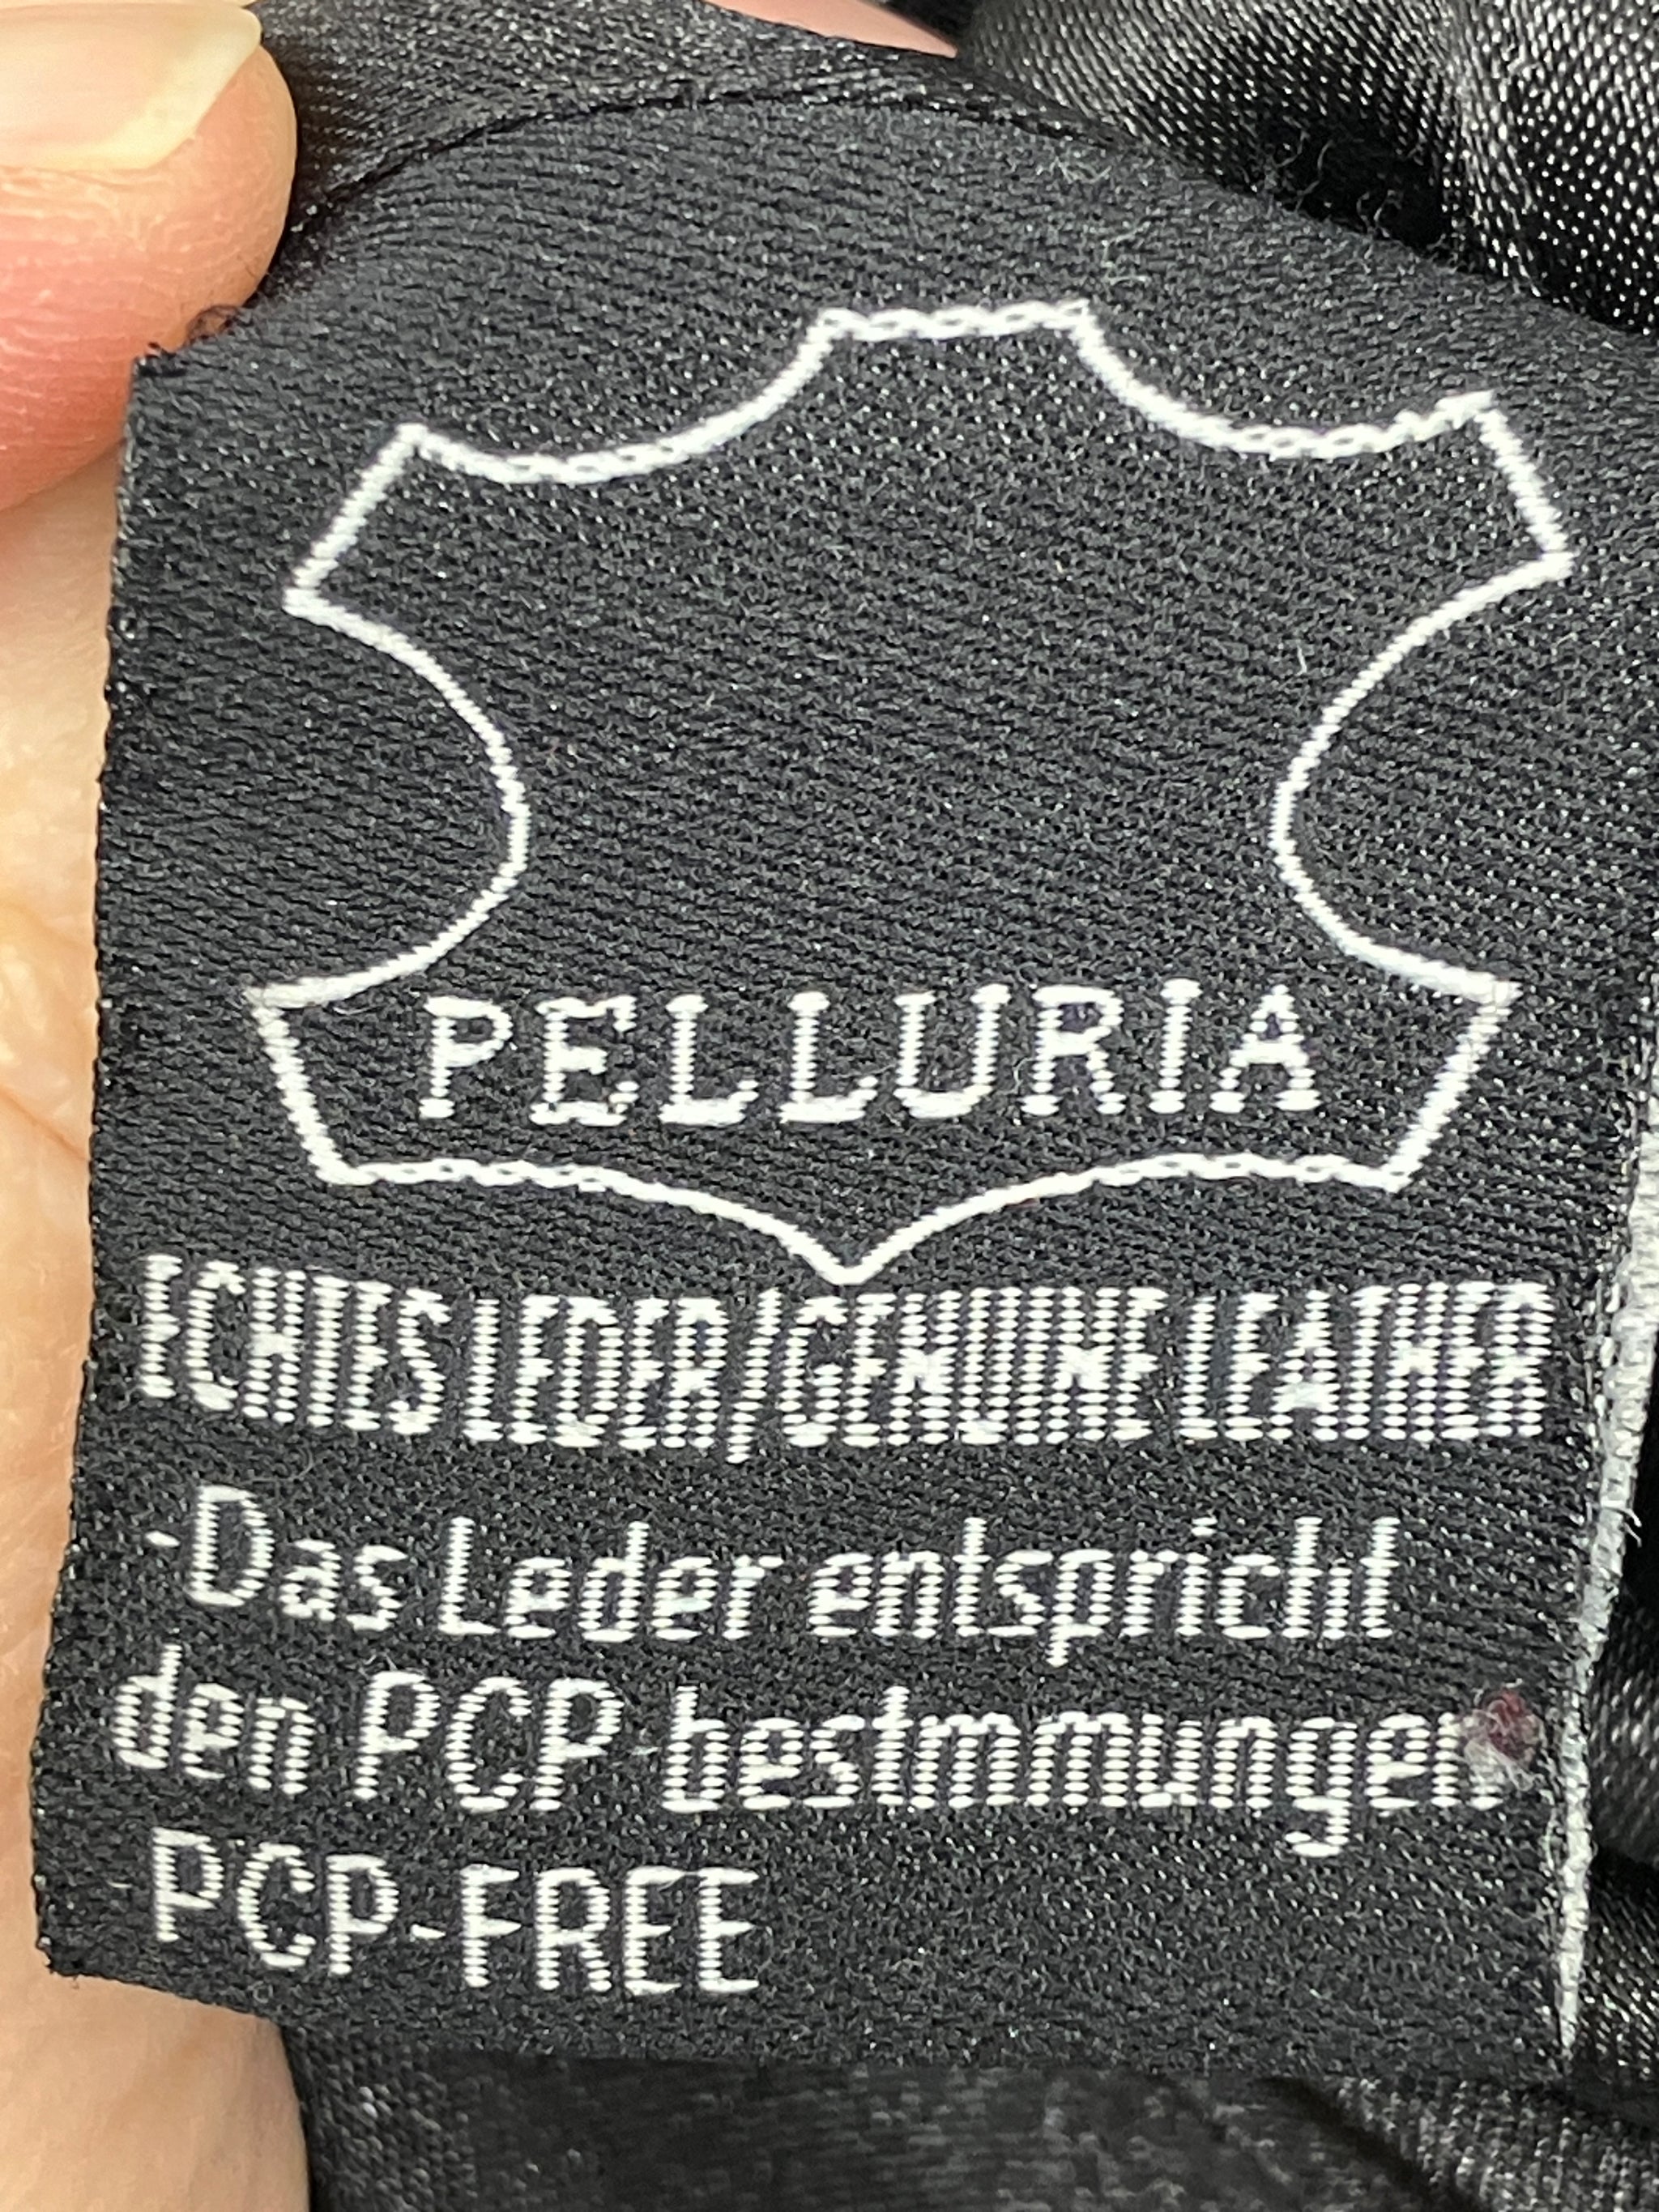 PELLURIA
ECHTES LEDER/GENUINE LEATHER
-Das Leder entspricht
den PCP bestmmungen
PCP-FREE